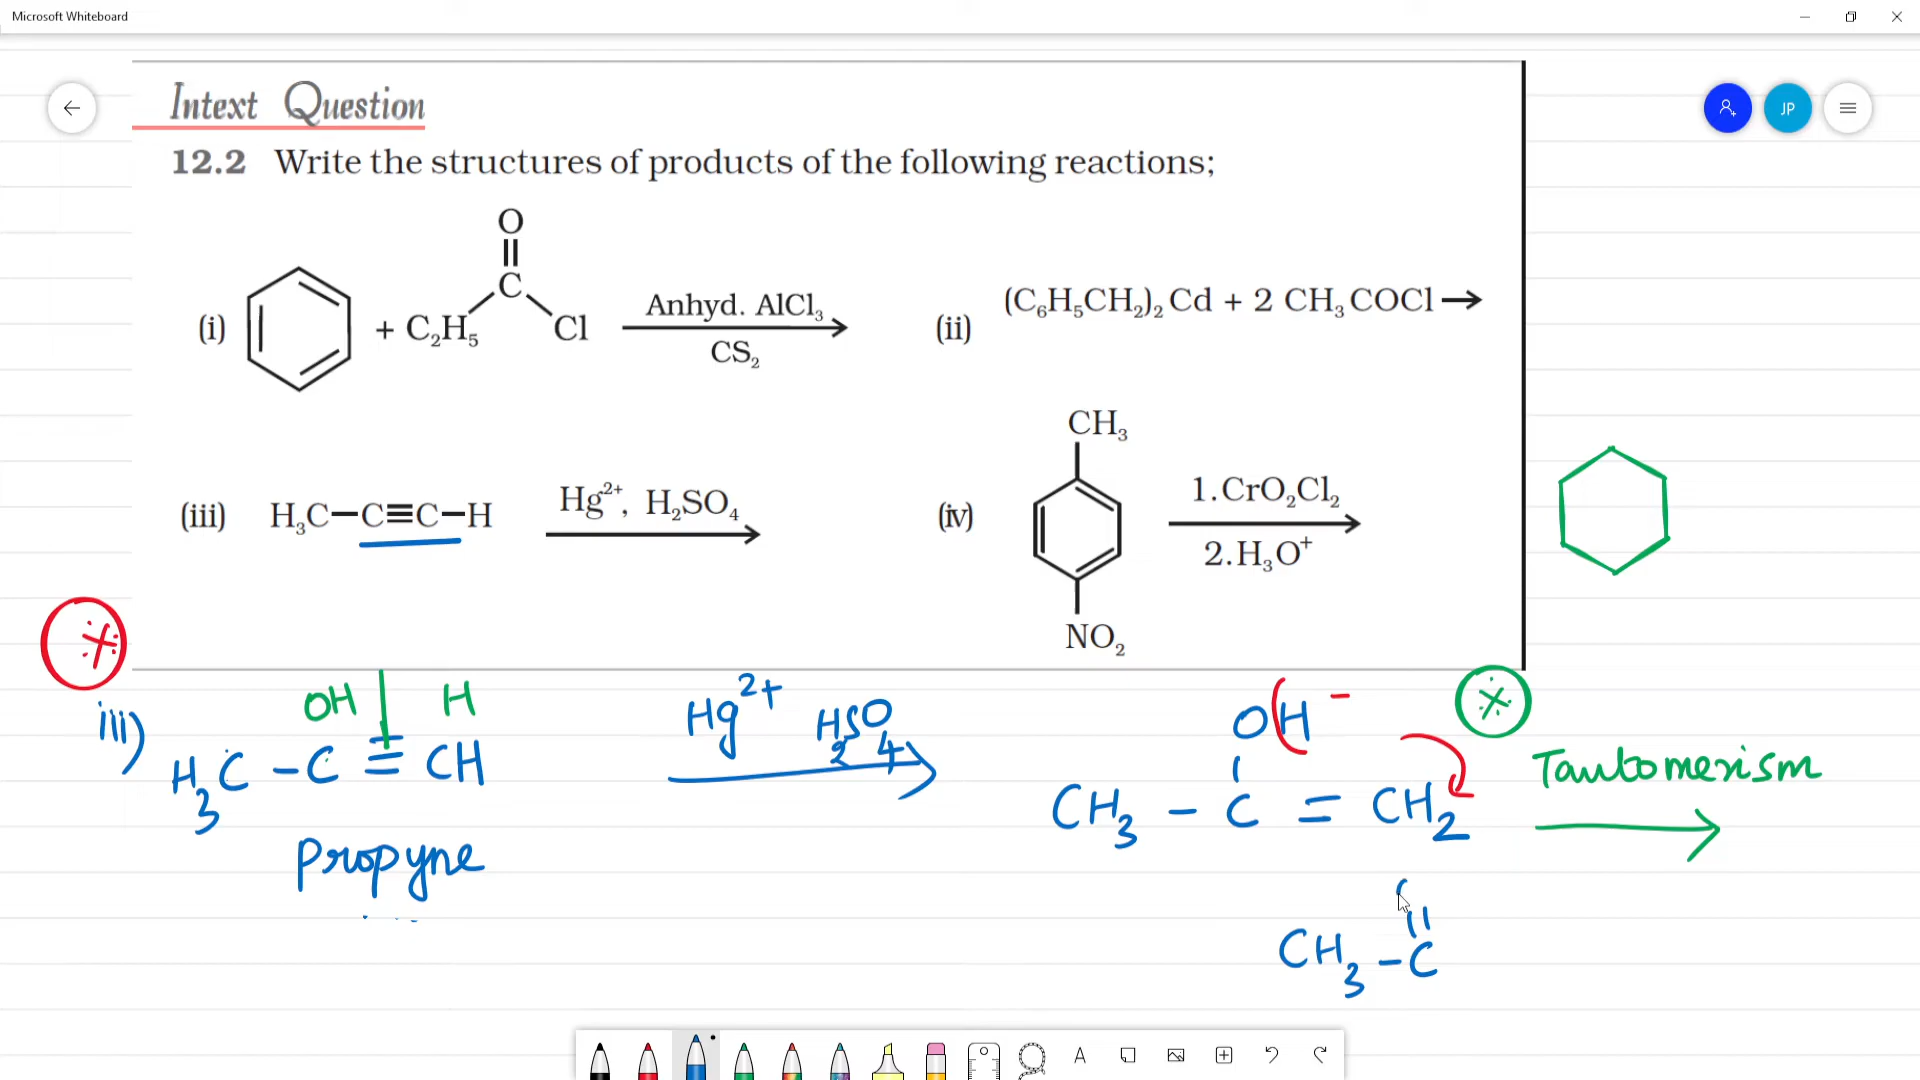 Microsoft Whiteboard
Intext Question
JP
12.2 Write the structures of products of the following reactions;
(i) + C₂H₅ C O Cl Anhyd. AlCl₃ CS₂
(ii) (C₆H₅CH₂)₂ Cd + 2 CH₃COCl →
(iii) H₃C–C≡C–H Hg²⁺, H₂SO₄
(iv) CH₃ NO₂ 1.CrO₂Cl₂ 2.H₃O⁺
iii) OH H
H₃C – C ≡ CH
Propyne
Hg²⁺ H₂SO₄
OH –
CH₃ – C = CH₂
Tautomerism
CH₃ – C
A